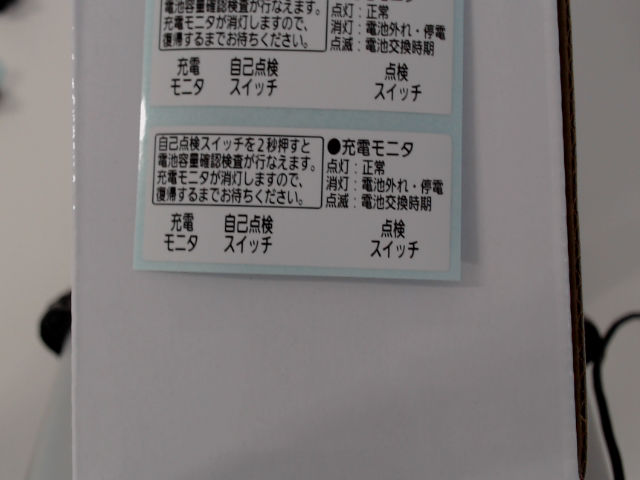 電池容量確認検査が行なえます。
充電モニタが消灯しますので、
復帰するまでお待ちください。
点灯：正常
消灯：電池外れ・停電
点滅：電池交換時期
充電
モニタ
自己点検
スイッチ
点検
スイッチ
自己点検スイッチを2秒押すと
電池容量確認検査が行なえます。
充電モニタが消灯しますので、
復帰するまでお待ちください。
●充電モニタ
点灯：正常
消灯：電池外れ・停電
点滅：電池交換時期
充電
モニタ
自己点検
スイッチ
点検
スイッチ